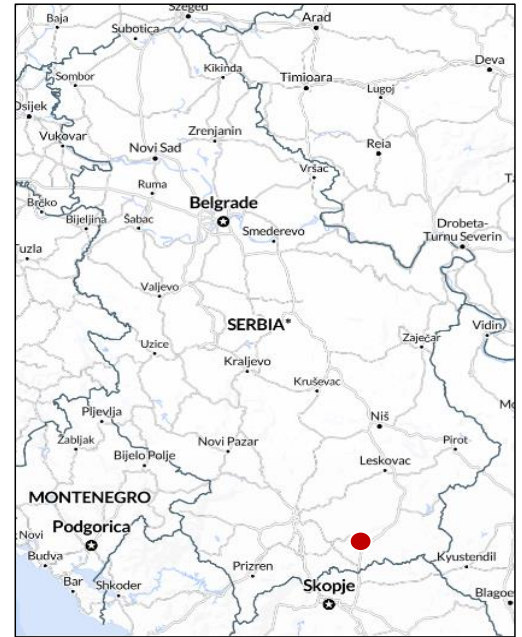 Szeged
Baja
Arad
Subotica
Deva
Kikinda
Sombor
Timioara
Lugoj
Osijek
Zrenjanin
Vukovar
Novi Sad
Reia
Vršac
Ruma
Brčko
Belgrade
Bijeljina
Šabac
Smederevo
Drobeta-
Turnu Severin
Tuzla
Valjevo
SERBIA*
Vidin
Uzice
Zaječar
Kraljevo
Kruševac
Pljevlja
Niš
Žabljak
Novi Pazar
Pirot
Bijelo Polje
Leskovac
MONTENEGRO
Podgorica
Novi
Budva
Kyustendil
Prizren
Bar
Shkoder
Skopje
Blagoe